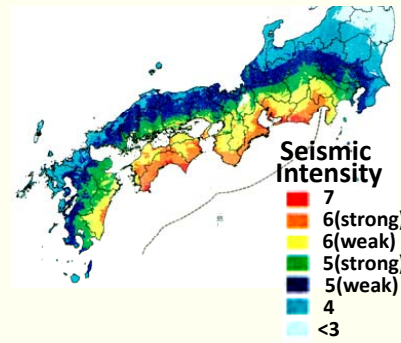 Seismic
Intensity
7
6(strong)
6(weak)
5(strong)
5(weak)
4
<3